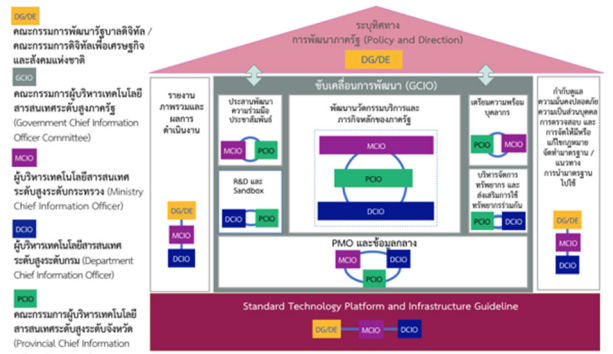 DG/DE
คณะกรรมการพัฒนารัฐบาลดิจิทัล /
คณะกรรมการดิจิทัลเพื่อเศรษฐกิจ
และสังคมแห่งชาติ
GCIO
คณะกรรมการผู้บริหารเทคโนโลยี
สารสนเทศระดับสูงภาครัฐ
(Government Chief Information
Officer Committee)
MCIO
ผู้บริหารเทคโนโลยีสารสนเทศ
ระดับสูงระดับกระทรวง (Ministry
Chief Information Officer)
DCIO
ผู้บริหารเทคโนโลยีสารสนเทศ
ระดับสูงระดับกรม (Department
Chief Information Officer)
PCIO
คณะกรรมการผู้บริหารเทคโนโลยี
สารสนเทศระดับสูงระดับจังหวัด
(Provincial Chief Information
ระบุทิศทาง
การพัฒนาภาครัฐ (Policy and Direction)
DG/DE
รายงาน
ภาพรวมและ
ผลการ
ดำเนินงาน
DG/DE
MCIO
DCIO
ขับเคลื่อนการพัฒนา (GCIO)
ประสานพัฒนา
ความร่วมมือ
ประชาสัมพันธ์
MCIO PCIO
R&D และ
Sandbox
DCIO PCIO
พัฒนานวัตกรรมบริการและ
ภารกิจหลักของภาครัฐ
MCIO
PCIO
DCIO
เตรียมความพร้อม
บุคลากร
PCIO MCIO
บริหารจัดการ
ทรัพยากร และ
ส่งเสริมการใช้
ทรัพยากรร่วมกัน
PCIO DCIO
PMO และข้อมูลกลาง
MCIO DCIO
PCIO
กำกับดูแล
ความมั่นคงปลอดภัย
ความเป็นส่วนบุคคล
การตรวจสอบ และ
การจัดให้มีหรือ
แก้ไขกฎหมาย
จัดทำมาตรฐาน /
แนวทาง
การนำมาตรฐาน
ไปใช้
DG/DE
MCIO
DCIO
Standard Technology Platform and Infrastructure Guideline
DG/DE MCIO DCIO